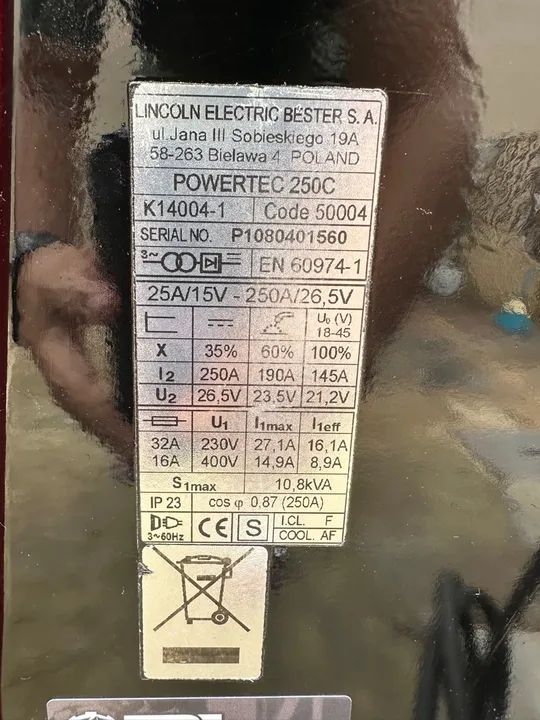 LINCOLN ELECTRIC BESTER S.A.
ul.Jana III Sobieskiego 19A
58-263 Bielawa 4 POLAND
POWERTEC 250C
K14004-1 Code 50004
SERIAL NO. P1080401560
3~ EN 60974-1
25A/15V - 250A/26,5V
U₀ (V)
18-45
X 35% 60% 100%
I₂ 250A 190A 145A
U₂ 26,5V 23,5V 21,2V
U₁ I₁max I₁eff
32A 230V 27,1A 16,1A
16A 400V 14,9A 8,9A
S₁max 10,8kVA
IP 23 cos φ 0.87 (250A)
3~60Hz CE S I.CL. F
COOL. AF